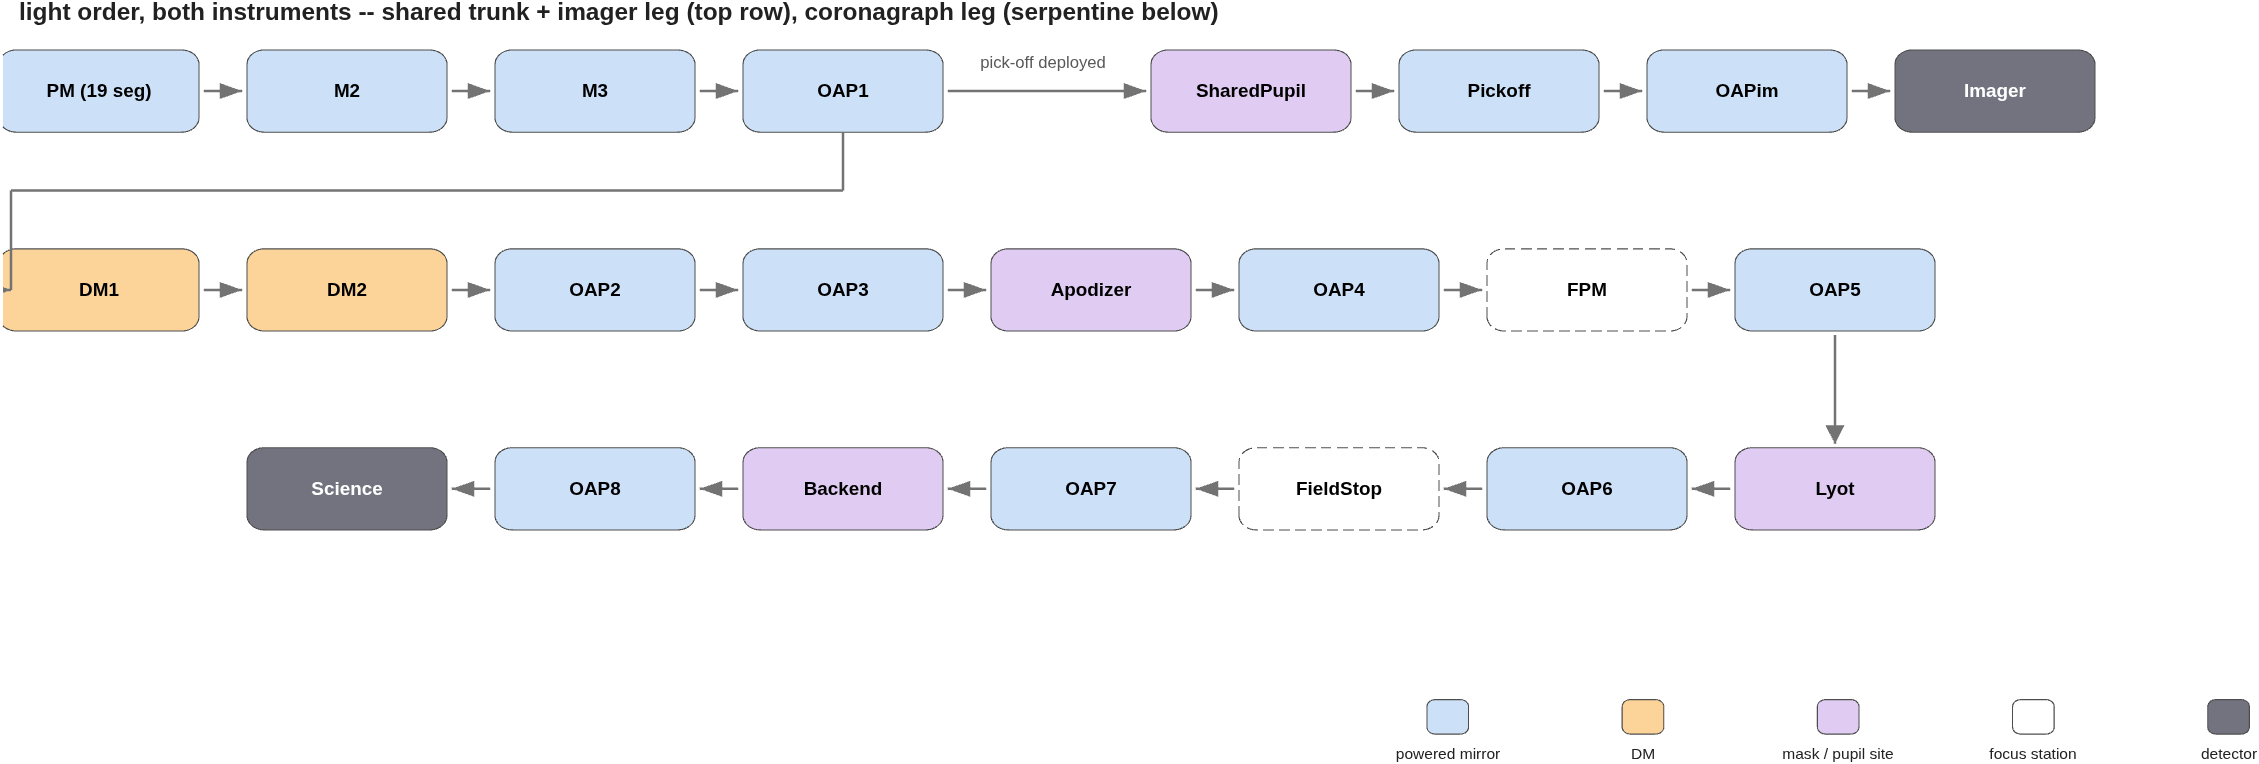 light order, both instruments -- shared trunk + imager leg (top row), coronagraph leg (serpentine below)
pick-off deployed
PM (19 seg)
M2
M3
OAP1
SharedPupil
Pickoff
OAPim
Imager
DM1
DM2
OAP2
OAP3
Apodizer
OAP4
FPM
OAP5
Science
OAP8
Backend
OAP7
FieldStop
OAP6
Lyot
powered mirror
DM
mask / pupil site
focus station
detector